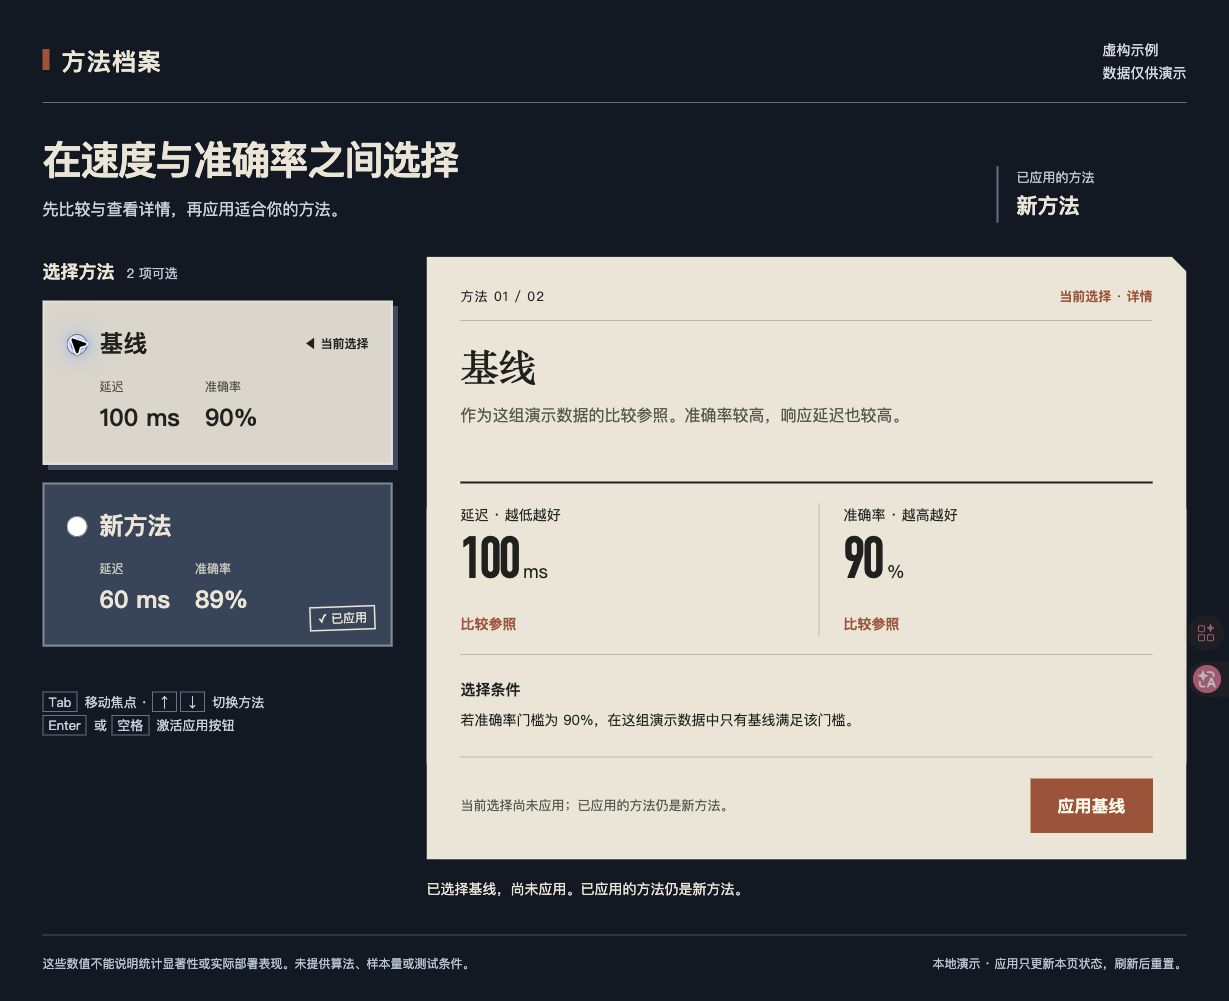 方法档案
虚构示例
数据仅供演示
在速度与准确率之间选择
先比较与查看详情，再应用适合你的方法。
已应用的方法
新方法
选择方法 2 项可选
基线
当前选择
延迟 准确率
100 ms 90%
新方法
延迟 准确率
60 ms 89%
✓ 已应用
Tab 移动焦点 · ↑ ↓ 切换方法
Enter 或 空格 激活应用按钮
方法 01 / 02
当前选择 · 详情
基线
作为这组演示数据的比较参照。准确率较高，响应延迟也较高。
延迟 · 越低越好
100 ms
比较参照
准确率 · 越高越好
90 %
比较参照
选择条件
若准确率门槛为 90%，在这组演示数据中只有基线满足该门槛。
当前选择尚未应用；已应用的方法仍是新方法。
应用基线
已选择基线，尚未应用。已应用的方法仍是新方法。
这些数值不能说明统计显著性或实际部署表现。未提供算法、样本量或测试条件。
本地演示 · 应用只更新本页状态，刷新后重置。